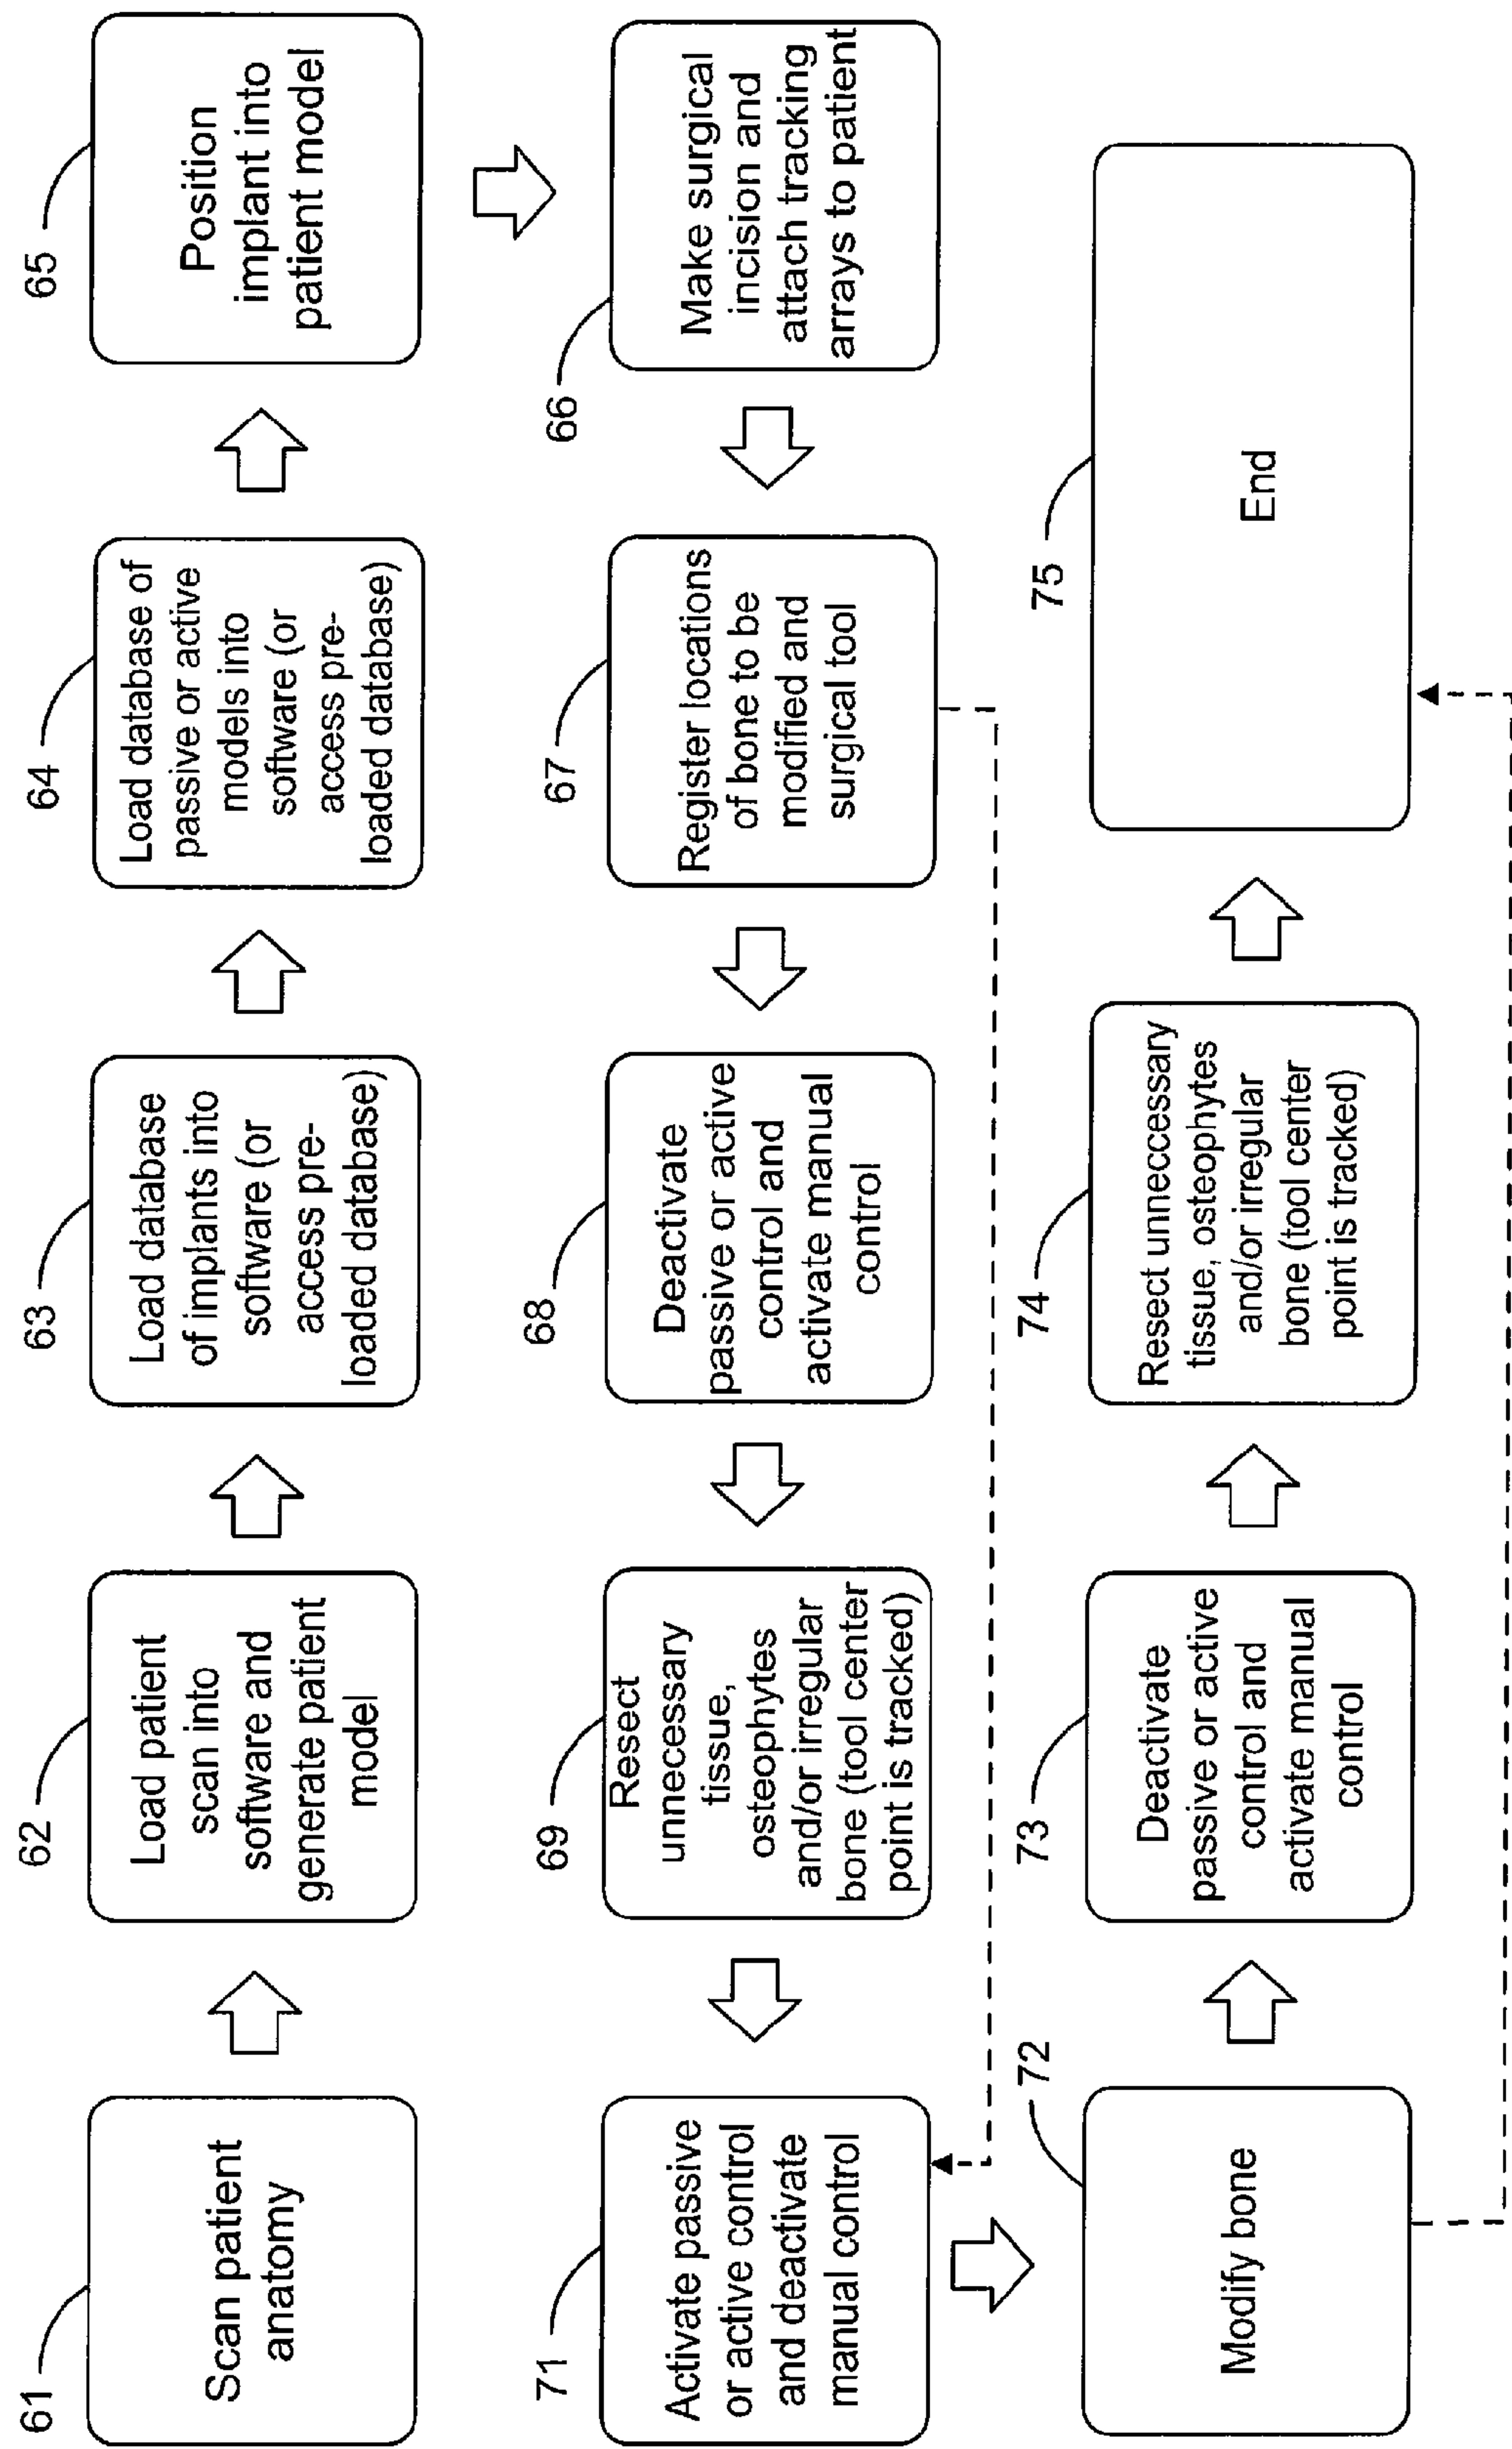 61
Scan patient
anatomy
62
Load patient
scan into
software and
generate patient
model
63
Load database
of implants into
software (or
access pre-
loaded database)
64
Load database of
passive or active
models into
software (or
access pre-
loaded database)
65
Position
implant into
patient model
66
Make surgical
incision and
attach tracking
arrays to patient
67
Register locations
of bone to be
modified and
surgical tool
68
Deactivate
passive or active
control and
activate manual
control
69
Resect
unnecessary
tissue,
osteophytes
and/or irregular
bone (tool center
point is tracked)
71
Activate passive
or active control
and deactivate
manual control
72
Modify bone
73
Deactivate
passive or active
control and
activate manual
control
74
Resect unneccessary
tissue, osteophytes
and/or irregular
bone (tool center
point is tracked)
75
End